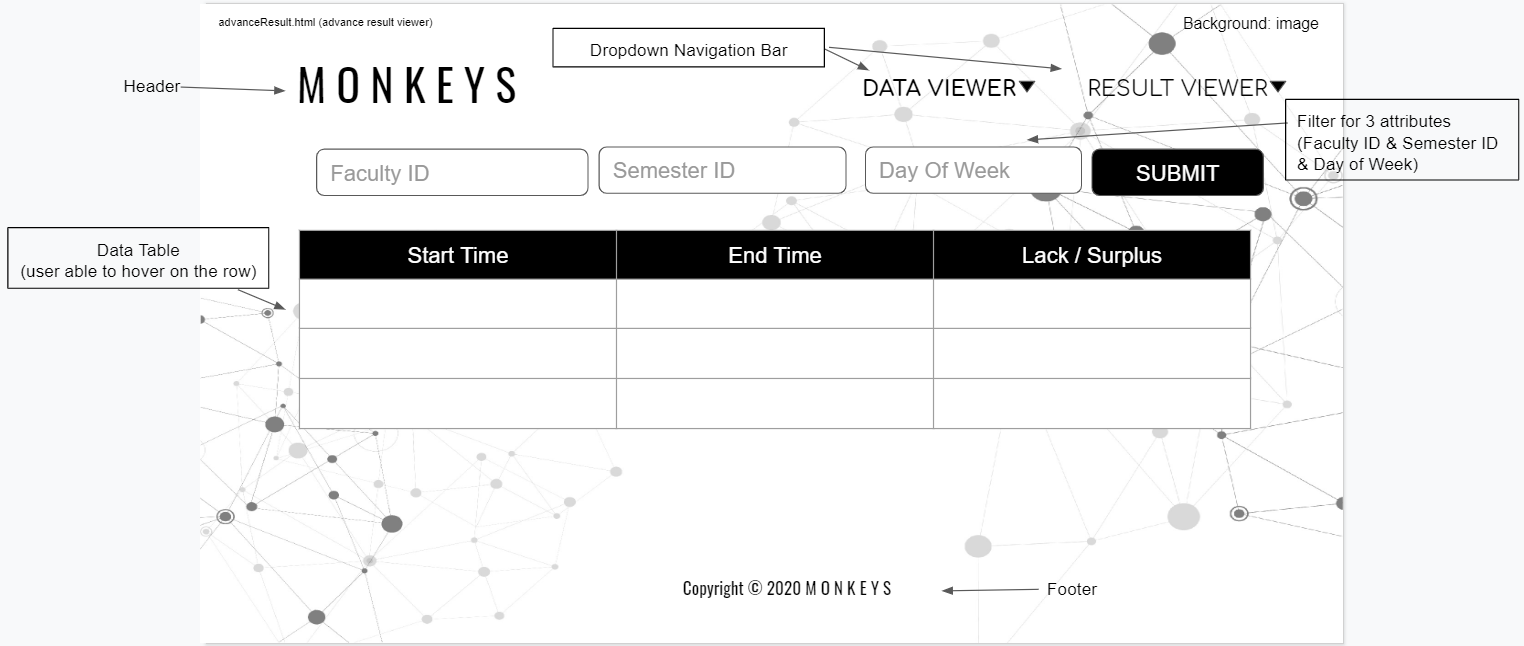 advanceResult.html (advance result viewer)
Background: image
Dropdown Navigation Bar
Header
MONKEYS
DATA VIEWER▼
RESULT VIEWER▼
Filter for 3 attributes
(Faculty ID & Semester ID
& Day of Week)
Faculty ID
Semester ID
Day Of Week
SUBMIT
Data Table
(user able to hover on the row)
Start Time
End Time
Lack / Surplus
Copyright © 2020 MONKEYS
Footer